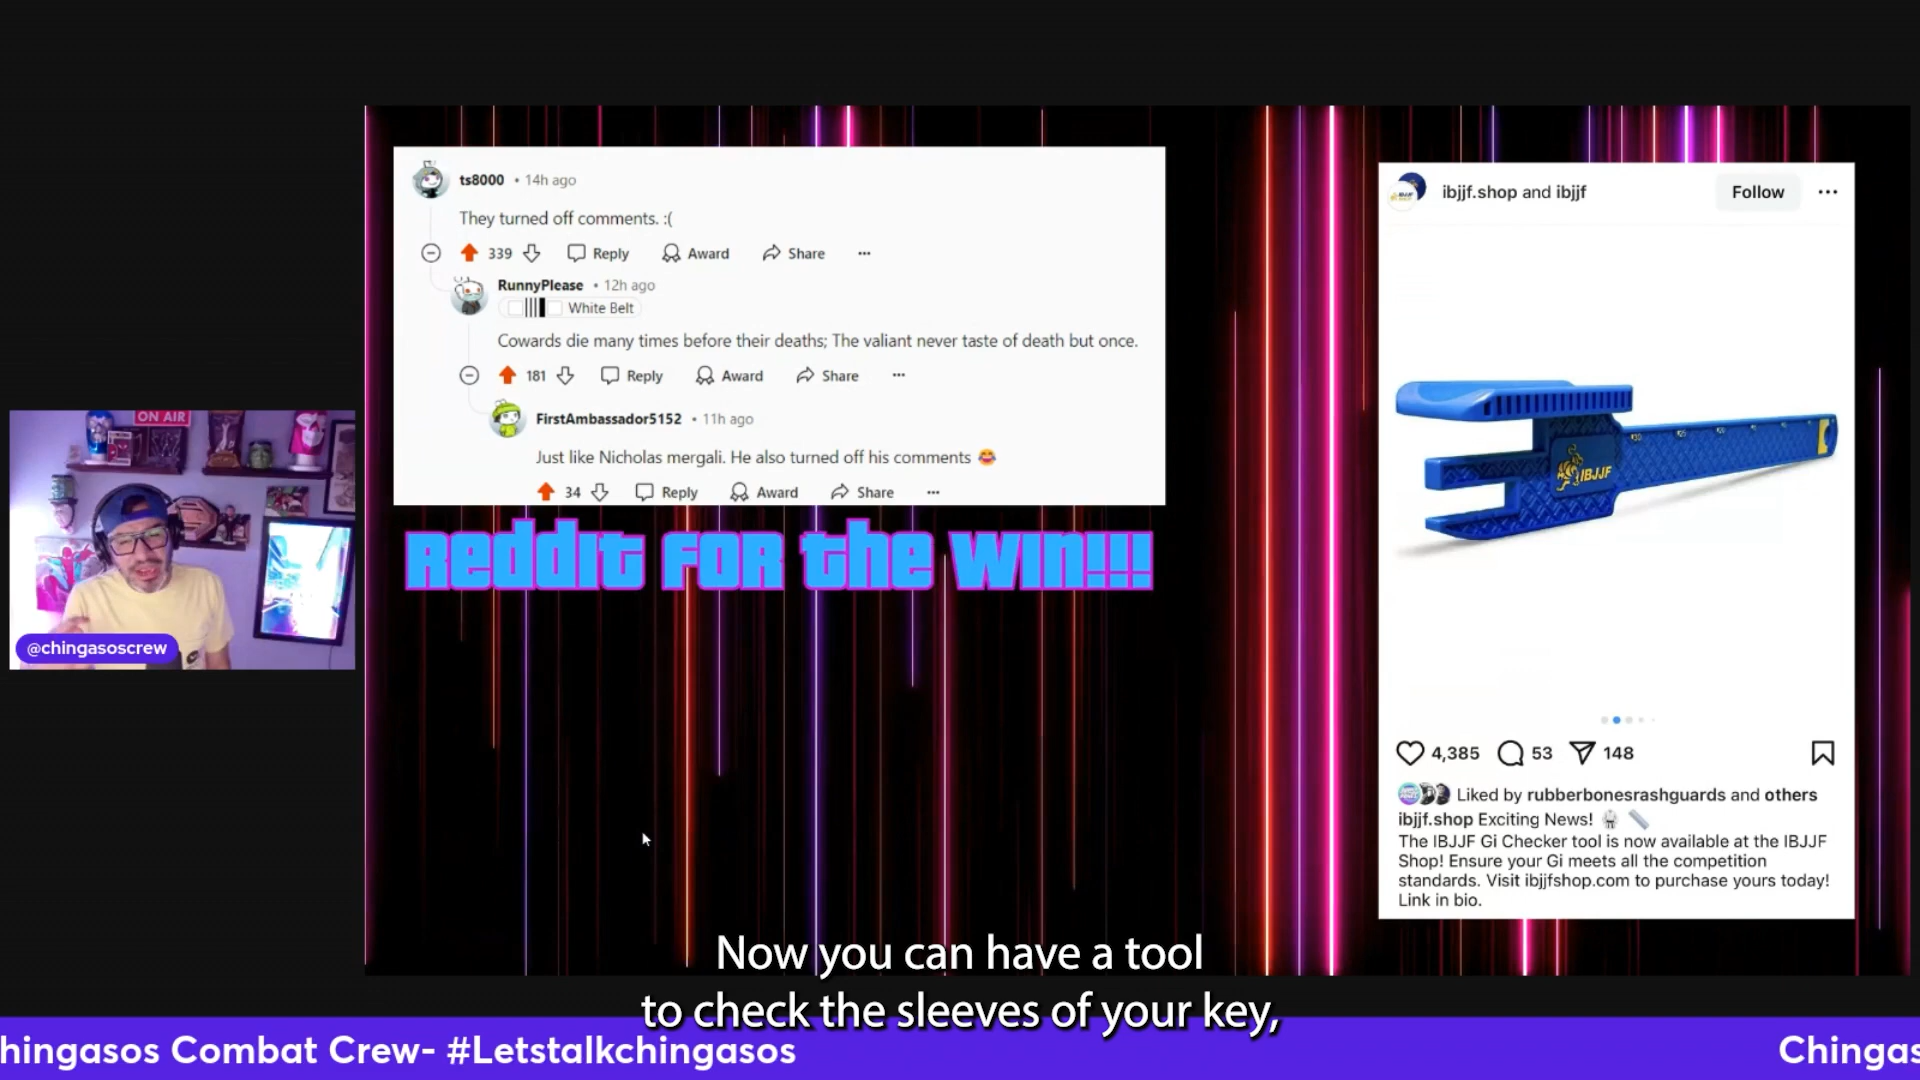 ts8000 • 14h ago
They turned off comments. :(
339 Reply Award Share ...
RunnyPlease • 12h ago
White Belt
Cowards die many times before their deaths; The valiant never taste of death but once.
181 Reply Award Share ...
FirstAmbassador5152 • 11h ago
Just like Nicholas mergali. He also turned off his comments 😂
34 Reply Award Share ...
Reddit FOR the WIN!!!
ON AIR
@chingasoscrew
ibjjf.shop and ibjjf Follow ...
IBJJF
4,385 53 148
Liked by rubberbonesrashguards and others
ibjjf.shop Exciting News! 🥋 📏
The IBJJF Gi Checker tool is now available at the IBJJF
Shop! Ensure your Gi meets all the competition
standards. Visit ibjjfshop.com to purchase yours today!
Link in bio.
Now you can have a tool
to check the sleeves of your key,
hingasos Combat Crew- #Letstalkchingasos
Chingas